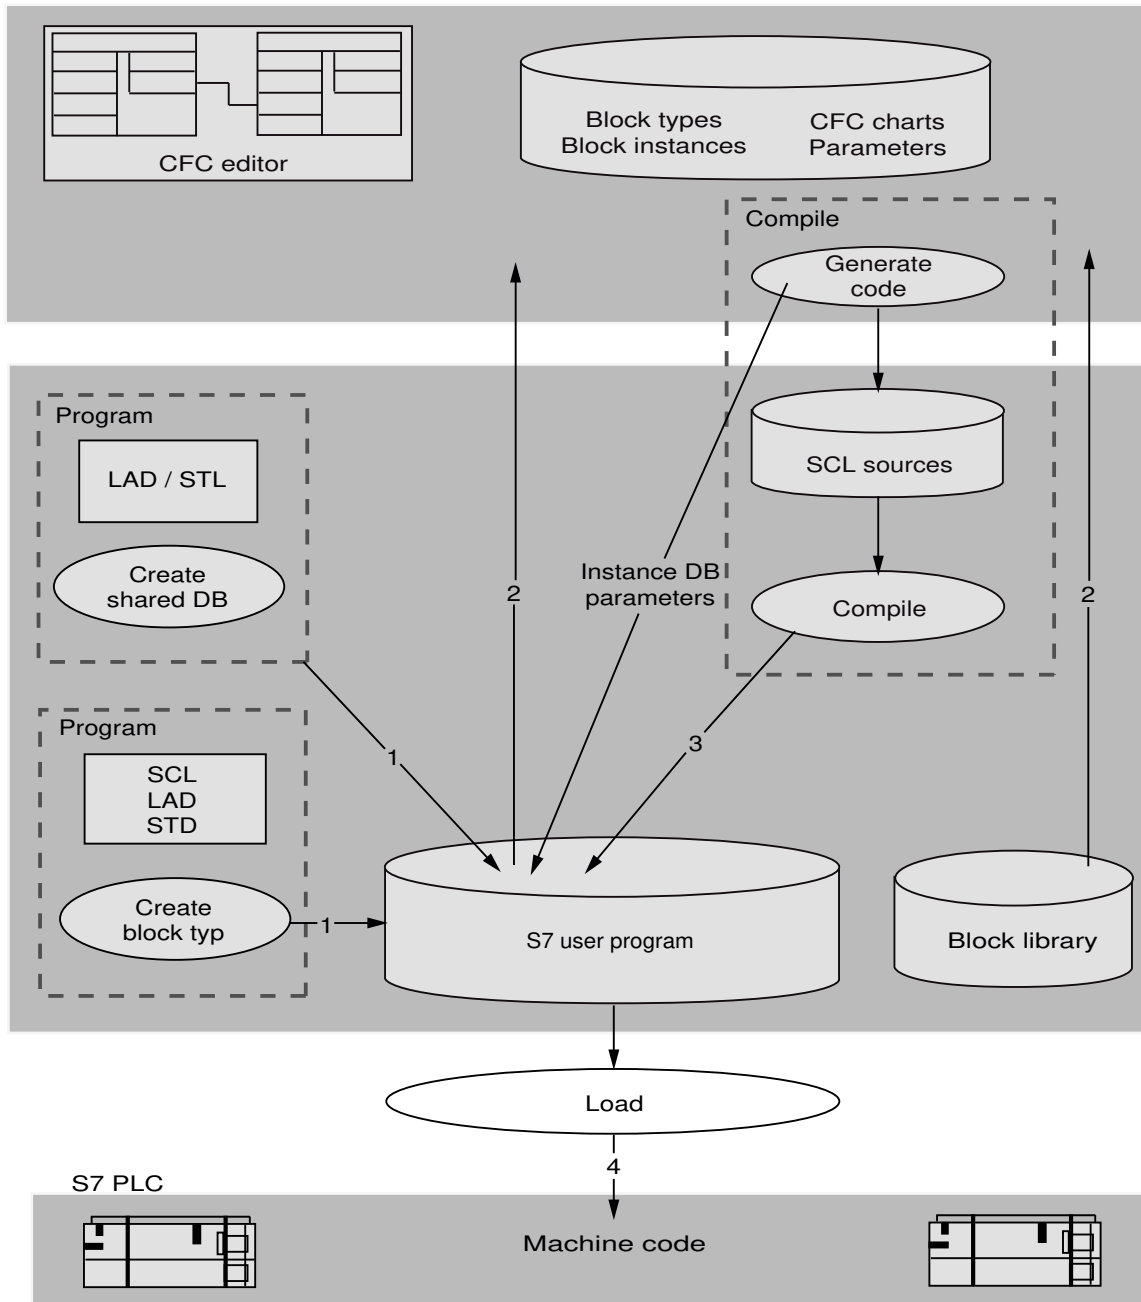 CFC editor
Block types
Block instances
CFC charts
Parameters
Compile
Generate
code
Program
LAD / STL
SCL sources
Create
shared DB
2
Instance DB
parameters
Compile
2
Program
1
3
SCL
LAD
STD
Create
block typ
1
S7 user program
Block library
Load
4
S7 PLC
Machine code